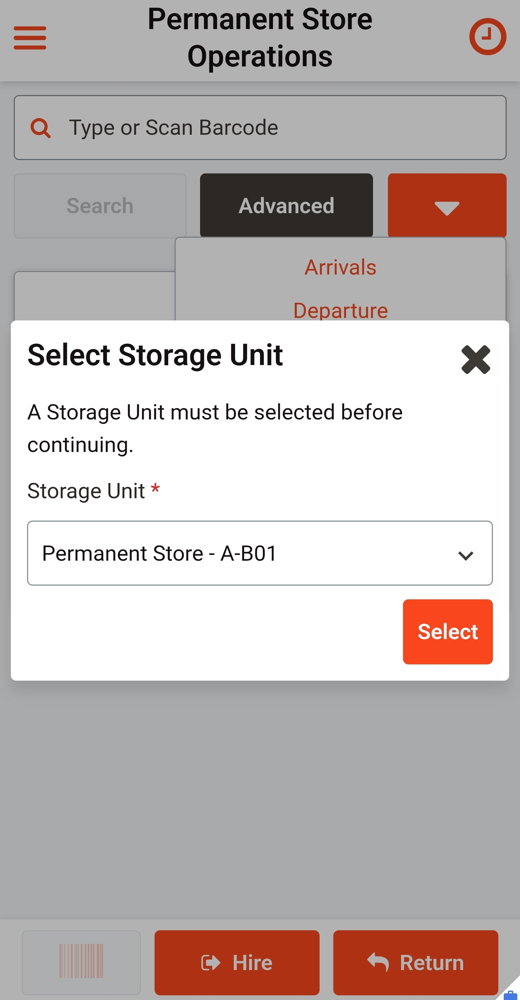 Permanent Store
Operations
Type or Scan Barcode
Search
Advanced
Arrivals
Departure
Select Storage Unit
A Storage Unit must be selected before
continuing.
Storage Unit *
Permanent Store - A-B01
Select
Hire
Return